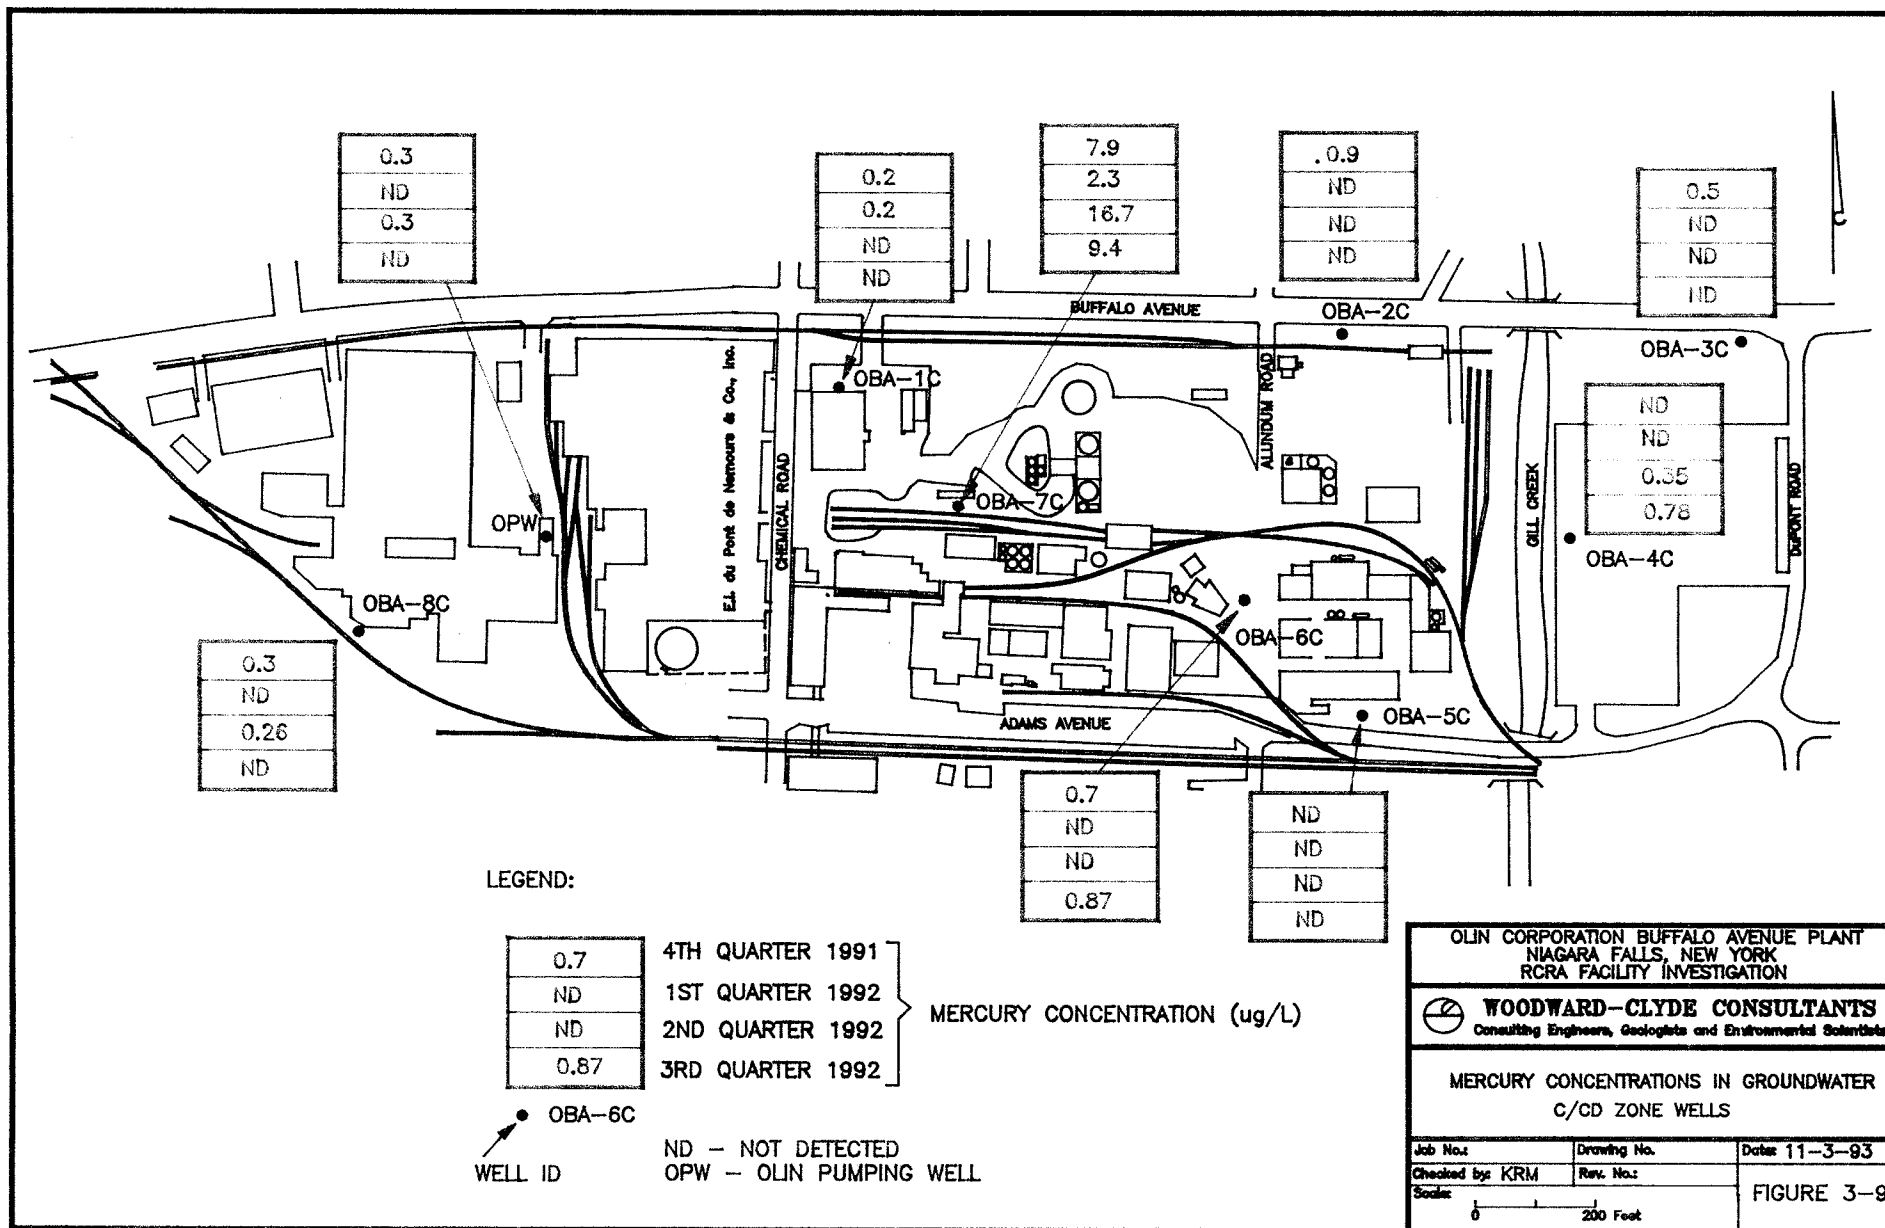 0.3
ND
0.3
ND
0.2
0.2
ND
ND
7.9
2.3
16.7
9.4
.0.9
ND
ND
ND
0.5
ND
ND
ND
BUFFALO AVENUE
OBA-2C
OBA-3C
OBA-1C
E.I. du Pont de Nemours & Co., Inc.
CHEMICAL ROAD
ALUNDUM ROAD
GILL CREEK
DuPONT ROAD
ND
ND
0.35
0.78
OBA-7C
OPW
OBA-4C
OBA-8C
OBA-6C
0.3
ND
0.26
ND
OBA-5C
ADAMS AVENUE
0.7
ND
ND
0.87
ND
ND
ND
ND
LEGEND:
0.7 4TH QUARTER 1991
ND 1ST QUARTER 1992
ND 2ND QUARTER 1992
0.87 3RD QUARTER 1992
MERCURY CONCENTRATION (ug/L)
OBA-6C
WELL ID
ND - NOT DETECTED
OPW - OLIN PUMPING WELL
OLIN CORPORATION BUFFALO AVENUE PLANT
NIAGARA FALLS, NEW YORK
RCRA FACILITY INVESTIGATION
WOODWARD-CLYDE CONSULTANTS
Consulting Engineers, Geologists and Environmental Scientists
MERCURY CONCENTRATIONS IN GROUNDWATER
C/CD ZONE WELLS
Job No.: Drawing No. Date: 11-3-93
Checked by: KRM Rev. No.:
Scale: 0 200 Feet
FIGURE 3-9